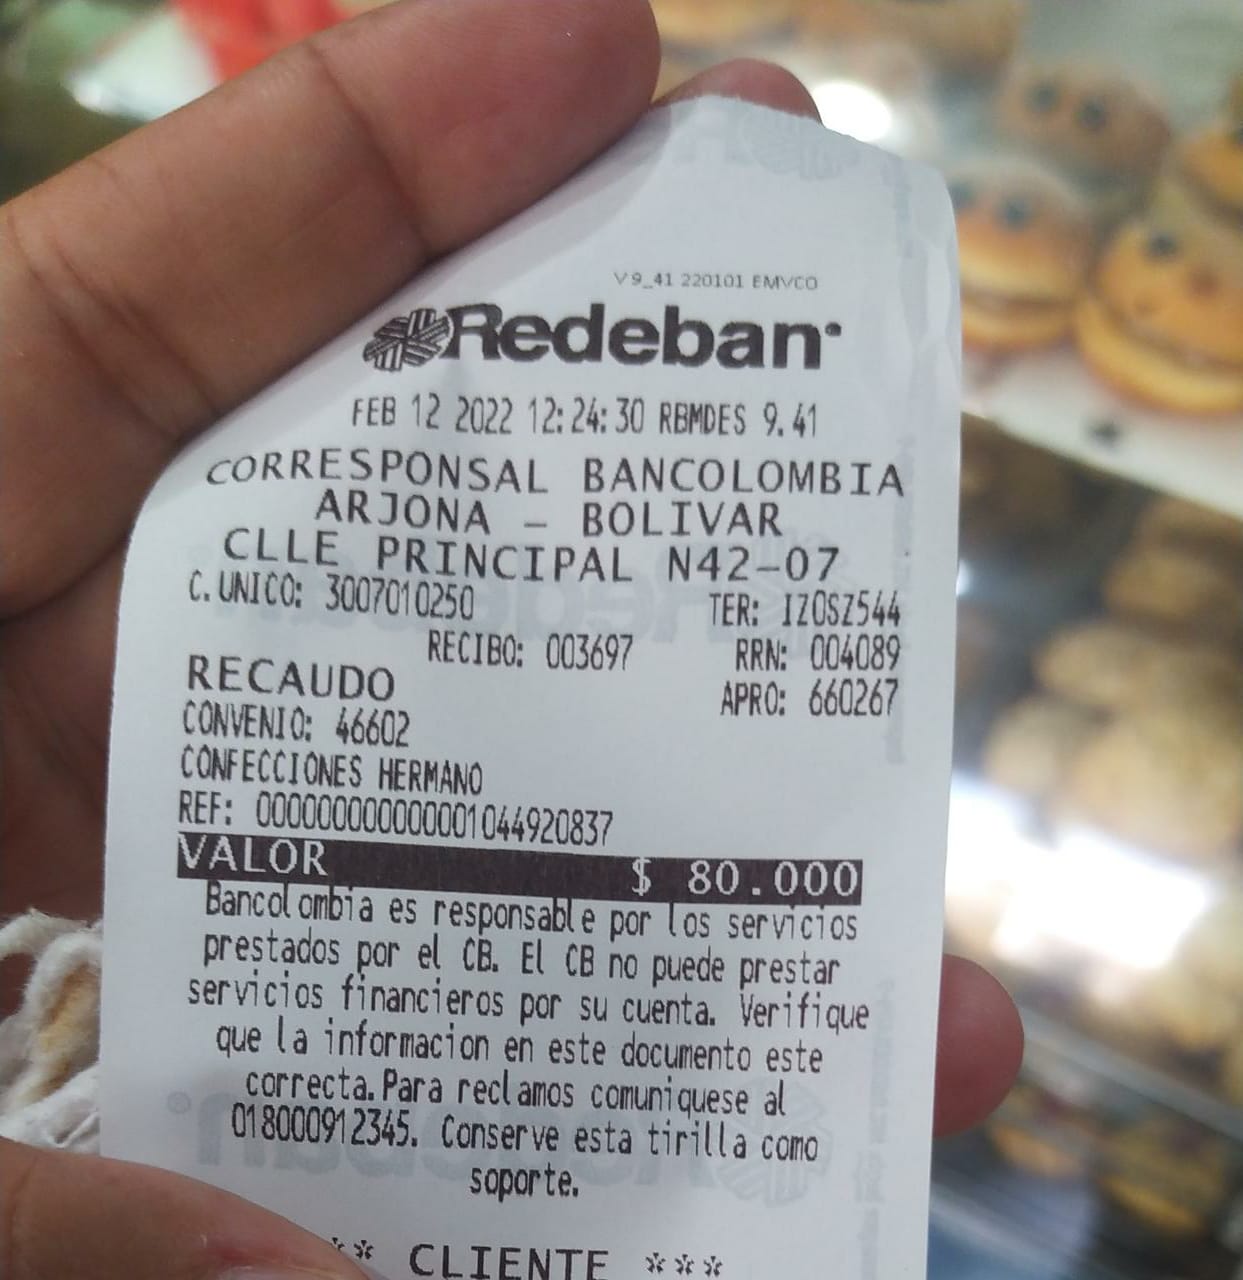 V9_41 220101 EMVCO
Redeban
FEB 12 2022 12:24:30 RBMDES 9.41
CORRESPONSAL BANCOLOMBIA
ARJONA - BOLIVAR
CLLE PRINCIPAL N42-07
C.UNICO: 3007010250 TER: IZOSZ544
RECIBO: 003697 RRN: 004089
RECAUDO APRO: 660267
CONVENIO: 46602
CONFECCIONES HERMANO
REF: 00000000000001044920837
VALOR $ 80.000
Bancolombia es responsable por los servicios
prestados por el CB. El CB no puede prestar
servicios financieros por su cuenta. Verifique
que la informacion en este documento este
correcta.Para reclamos comuniquese al
018000912345. Conserve esta tirilla como
soporte.
** CLIENTE ***